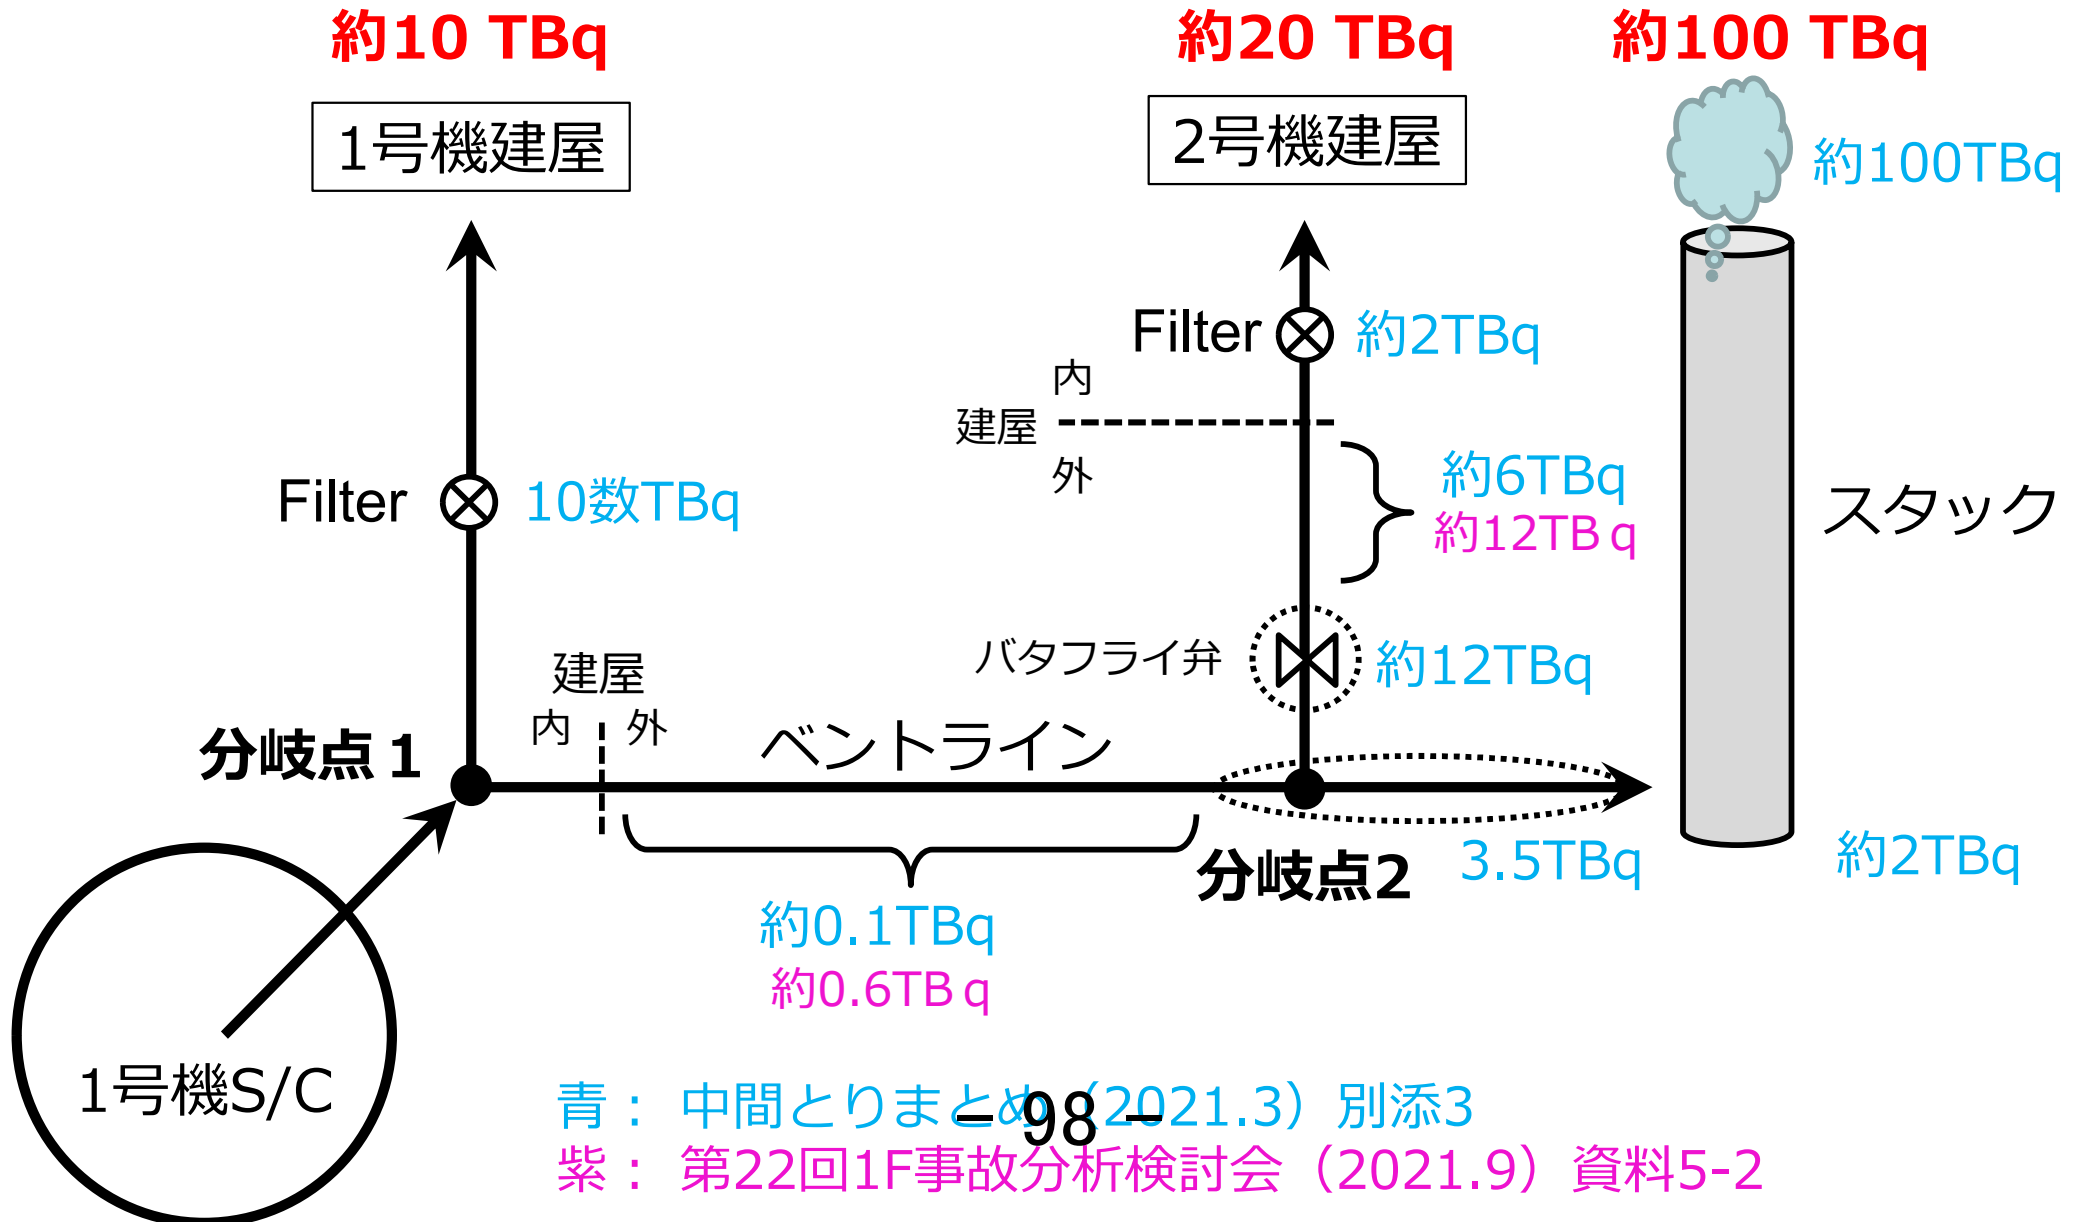 約10 TBq
約20 TBq
約100 TBq
1号機建屋
2号機建屋
約100TBq
Filter
約2TBq
内
建屋
外
Filter
10数TBq
約6TBq
約12TBq
スタック
バタフライ弁
約12TBq
建屋
内 外
分岐点1
ベントライン
分岐点2
3.5TBq
約2TBq
約0.1TBq
約0.6TBq
1号機S/C
青： 中間とりまとめ（2021.3）別添3
－ 98 －
紫： 第22回1F事故分析検討会（2021.9）資料5-2